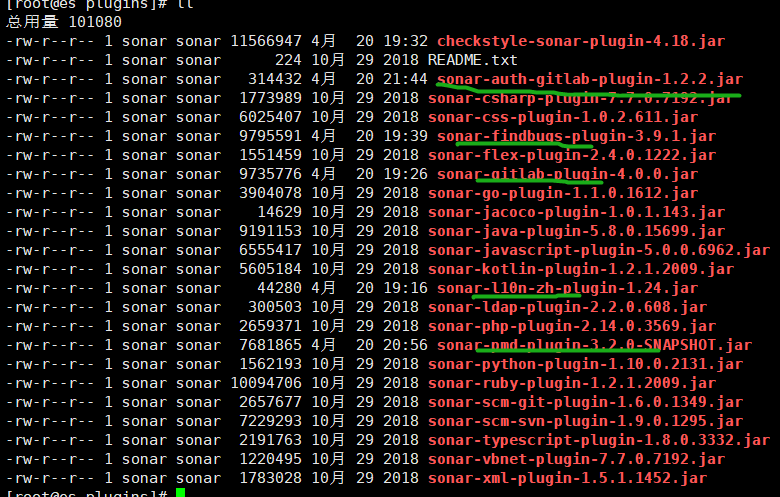 [root@es plugins]# ll
总用量 101080
-rw-r--r-- 1 sonar sonar 11566947 4月  20 19:32 checkstyle-sonar-plugin-4.18.jar
-rw-r--r-- 1 sonar sonar      224 10月 29 2018 README.txt
-rw-r--r-- 1 sonar sonar   314432 4月  20 21:44 sonar-auth-gitlab-plugin-1.2.2.jar
-rw-r--r-- 1 sonar sonar  1773989 10月 29 2018 sonar-csharp-plugin-7.7.0.7192.jar
-rw-r--r-- 1 sonar sonar  6025407 10月 29 2018 sonar-css-plugin-1.0.2.611.jar
-rw-r--r-- 1 sonar sonar  9795591 4月  20 19:39 sonar-findbugs-plugin-3.9.1.jar
-rw-r--r-- 1 sonar sonar  1551459 10月 29 2018 sonar-flex-plugin-2.4.0.1222.jar
-rw-r--r-- 1 sonar sonar  9735776 4月  20 19:26 sonar-gitlab-plugin-4.0.0.jar
-rw-r--r-- 1 sonar sonar  3904078 10月 29 2018 sonar-go-plugin-1.1.0.1612.jar
-rw-r--r-- 1 sonar sonar    14629 10月 29 2018 sonar-jacoco-plugin-1.0.1.143.jar
-rw-r--r-- 1 sonar sonar  9191153 10月 29 2018 sonar-java-plugin-5.8.0.15699.jar
-rw-r--r-- 1 sonar sonar  6555417 10月 29 2018 sonar-javascript-plugin-5.0.0.6962.jar
-rw-r--r-- 1 sonar sonar  5605184 10月 29 2018 sonar-kotlin-plugin-1.2.1.2009.jar
-rw-r--r-- 1 sonar sonar    44280 4月  20 19:16 sonar-l10n-zh-plugin-1.24.jar
-rw-r--r-- 1 sonar sonar   300503 10月 29 2018 sonar-ldap-plugin-2.2.0.608.jar
-rw-r--r-- 1 sonar sonar  2659371 10月 29 2018 sonar-php-plugin-2.14.0.3569.jar
-rw-r--r-- 1 sonar sonar  7681865 4月  20 20:56 sonar-pmd-plugin-3.2.0-SNAPSHOT.jar
-rw-r--r-- 1 sonar sonar  1562193 10月 29 2018 sonar-python-plugin-1.10.0.2131.jar
-rw-r--r-- 1 sonar sonar 10094706 10月 29 2018 sonar-ruby-plugin-1.2.1.2009.jar
-rw-r--r-- 1 sonar sonar  2657677 10月 29 2018 sonar-scm-git-plugin-1.6.0.1349.jar
-rw-r--r-- 1 sonar sonar  7229293 10月 29 2018 sonar-scm-svn-plugin-1.9.0.1295.jar
-rw-r--r-- 1 sonar sonar  2191763 10月 29 2018 sonar-typescript-plugin-1.8.0.3332.jar
-rw-r--r-- 1 sonar sonar  1220495 10月 29 2018 sonar-vbnet-plugin-7.7.0.7192.jar
-rw-r--r-- 1 sonar sonar  1783028 10月 29 2018 sonar-xml-plugin-1.5.1.1452.jar
[root@es plugins]#